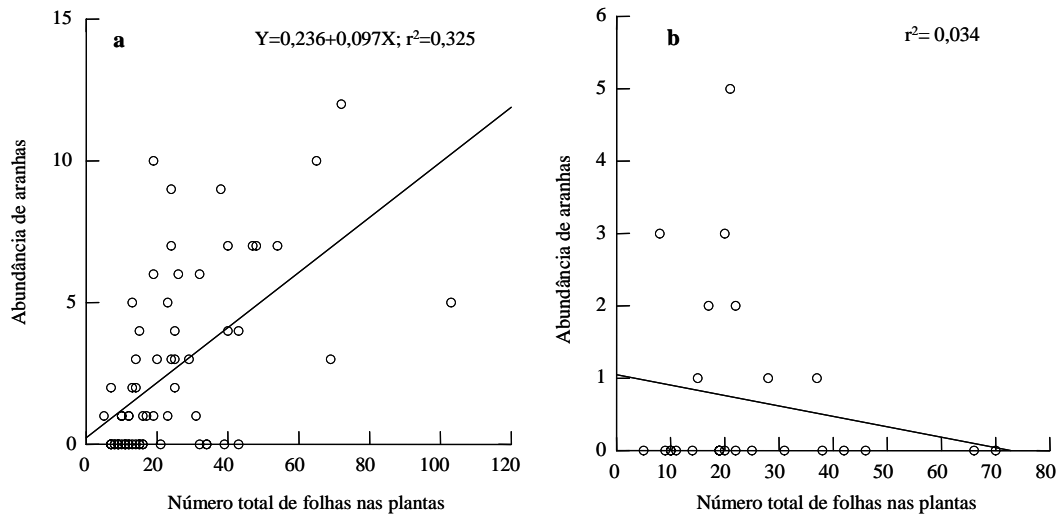 a
Y=0,236+0,097X; r²=0,325
15
10
5
0
Abundância de aranhas
0 20 40 60 80 100 120
Número total de folhas nas plantas
b
r²= 0,034
6
5
4
3
2
1
0
Abundância de aranhas
0 10 20 30 40 50 60 70 80
Número total de folhas nas plantas